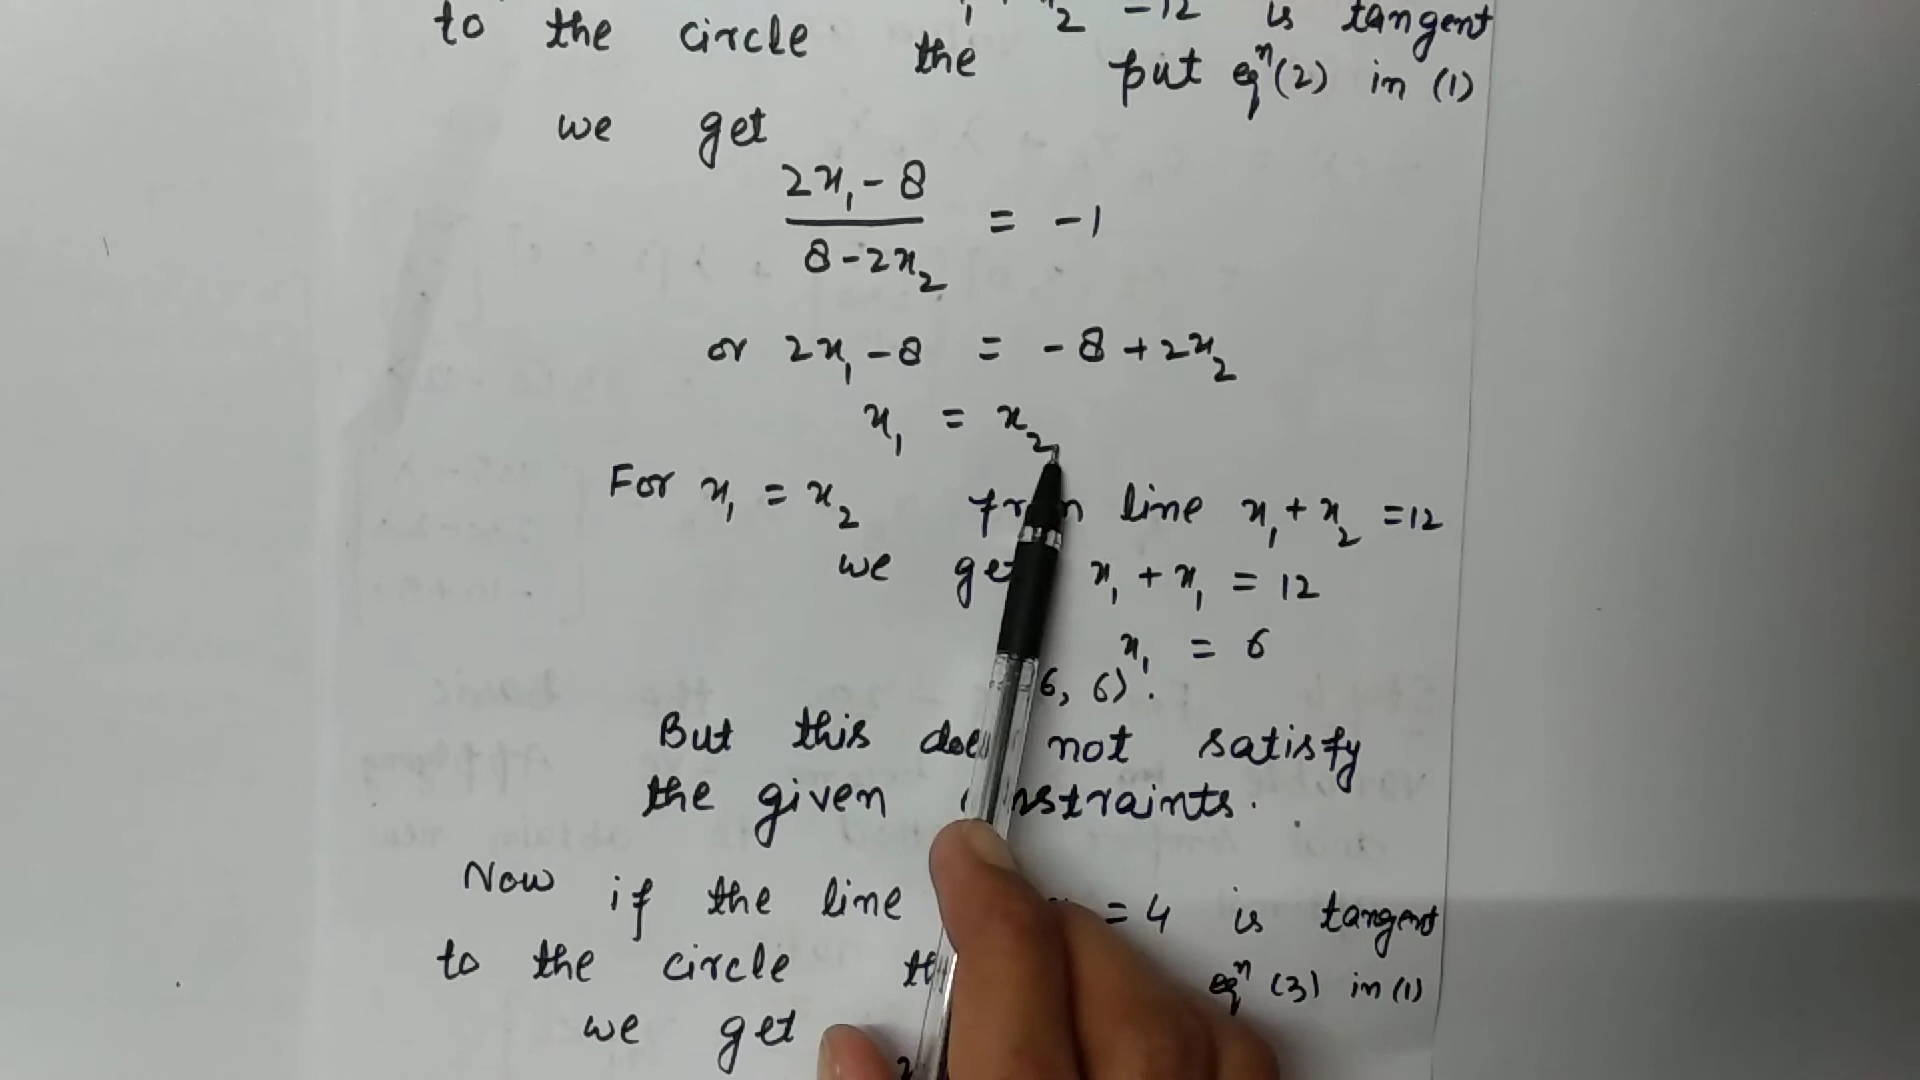 2 -12 is tangent
to the circle the put eqⁿ(2) in (1)
we get
2x₁-8
8-2x₂
= -1
or 2x₁-8 = -8+2x₂
x₁ = x₂
For x₁ = x₂ line x₁+x₂ =12
we x₁+x₁ = 12
x₁ = 6
6, 6).
But this not satisfy
the given
Now if the line = 4 is tangent
to the circle eqⁿ (3) in (1)
we get
2